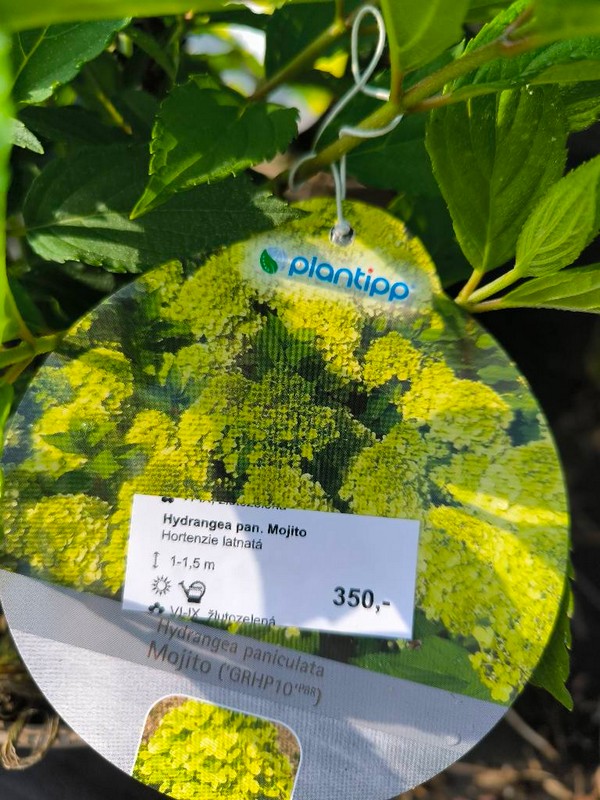 plantipp
Hydrangea pan. Mojito
Hortenzie latnatá
1-1,5 m
350,-
VI-IX žlutozelená
Hydrangea paniculata
Mojito ('GRHP10'PBR)